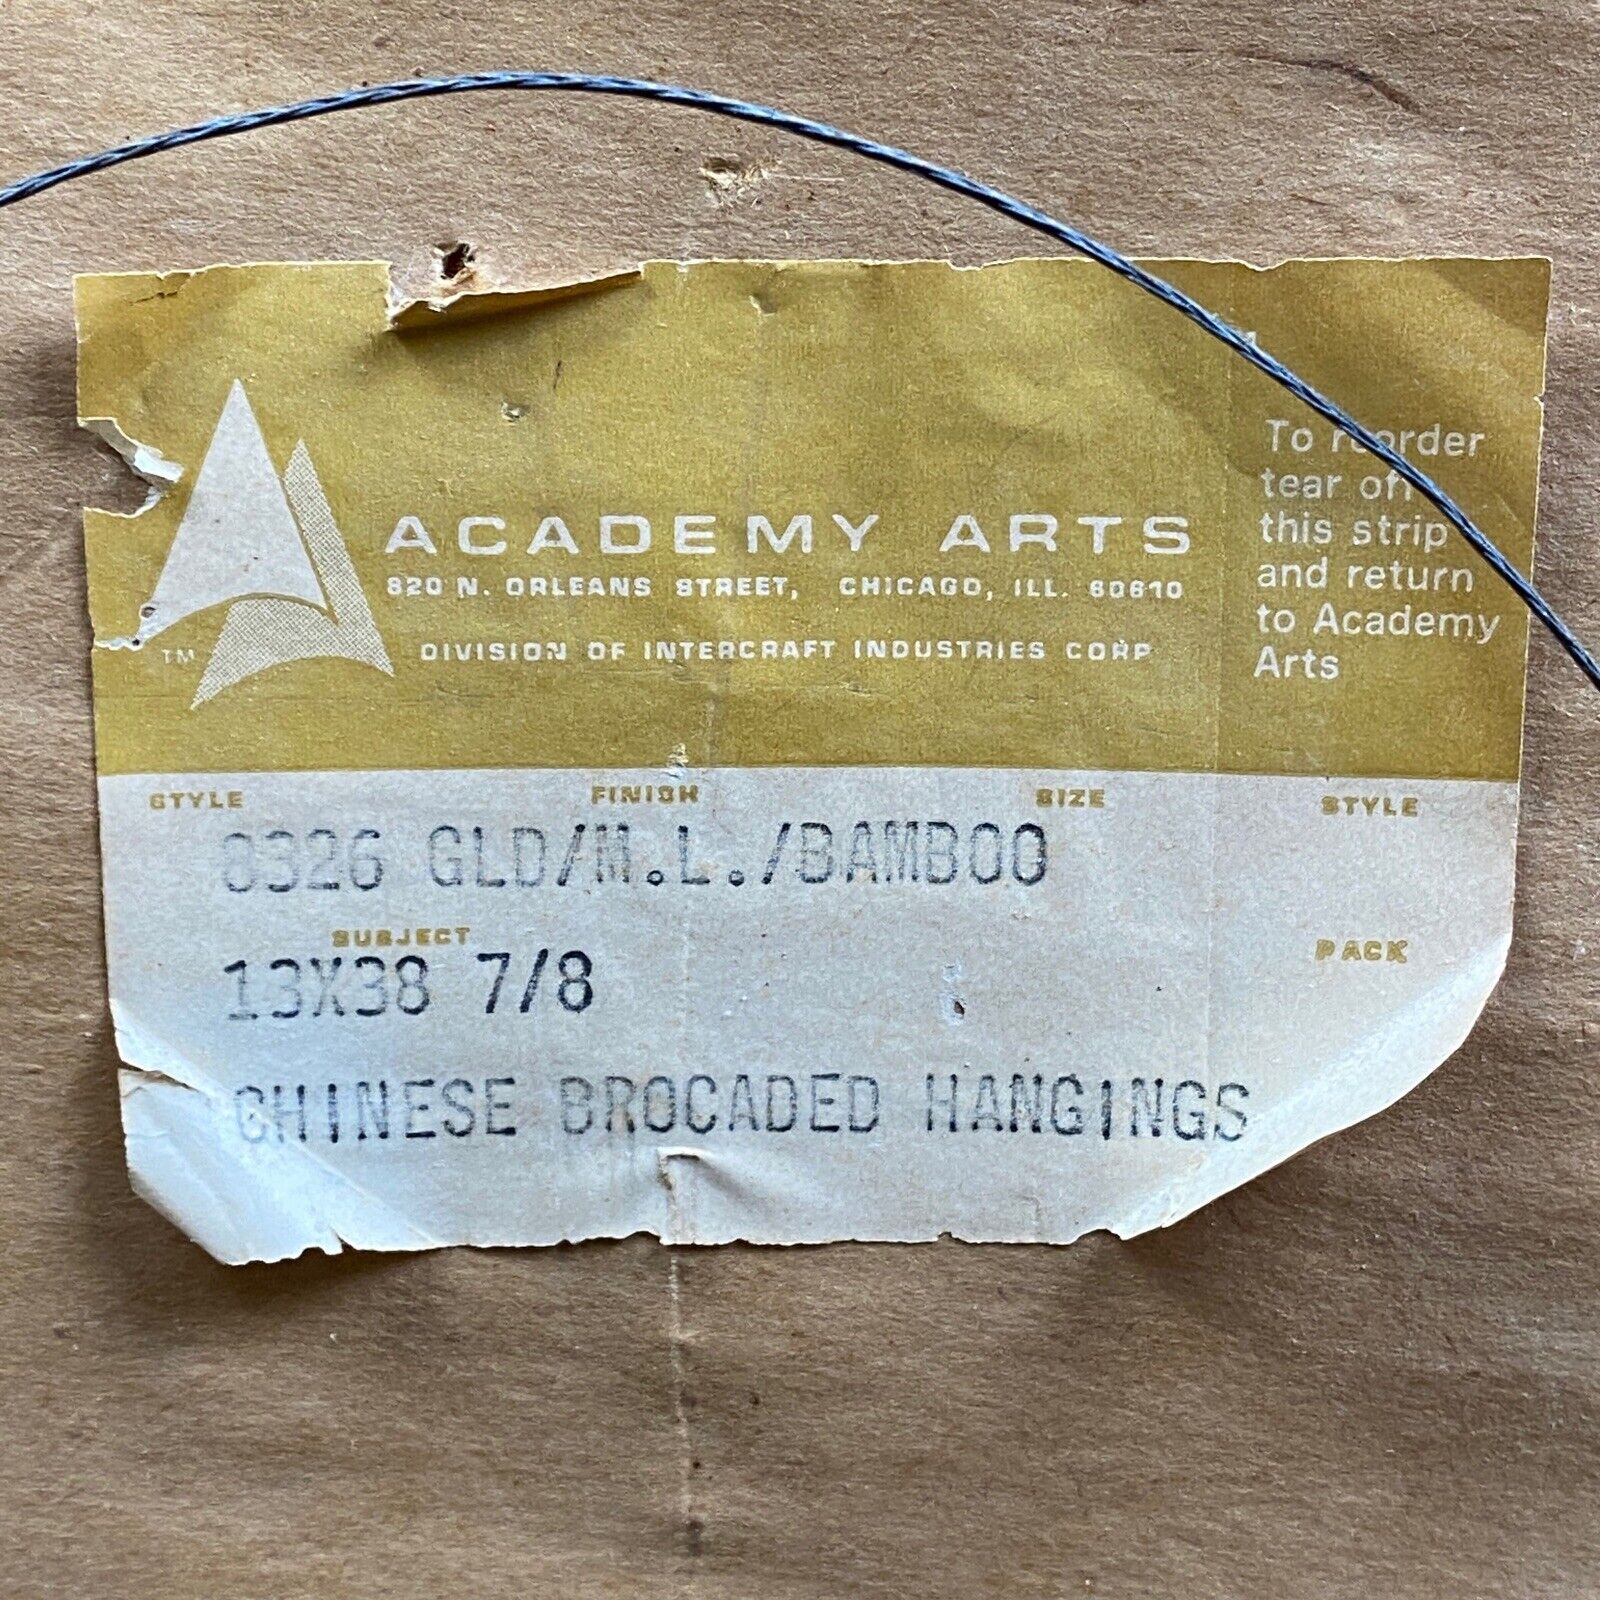 ACADEMY ARTS
820 N. ORLEANS STREET, CHICAGO, ILL. 60610
DIVISION OF INTERCRAFT INDUSTRIES CORP
TM
To reorder
tear off
this strip
and return
to Academy
Arts
STYLE FINISH SIZE STYLE
8326 GLD/M.L./BAMBOO
SUBJECT PACK
13X38 7/8
CHINESE BROCADED HANGINGS